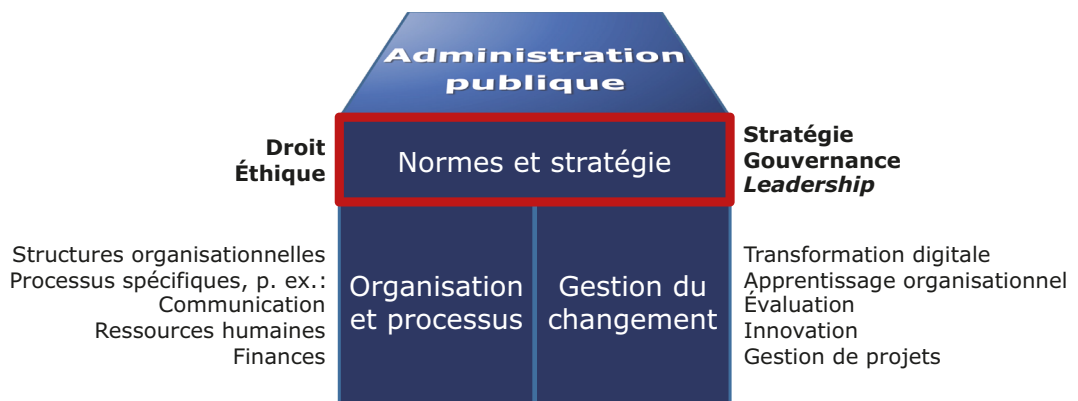 Administration
publique
Droit
Éthique
Normes et stratégie
Stratégie
Gouvernance
Leadership
Structures organisationnelles
Processus spécifiques, p. ex.:
Communication
Ressources humaines
Finances
Organisation
et processus
Gestion du
changement
Transformation digitale
Apprentissage organisationnel
Évaluation
Innovation
Gestion de projets